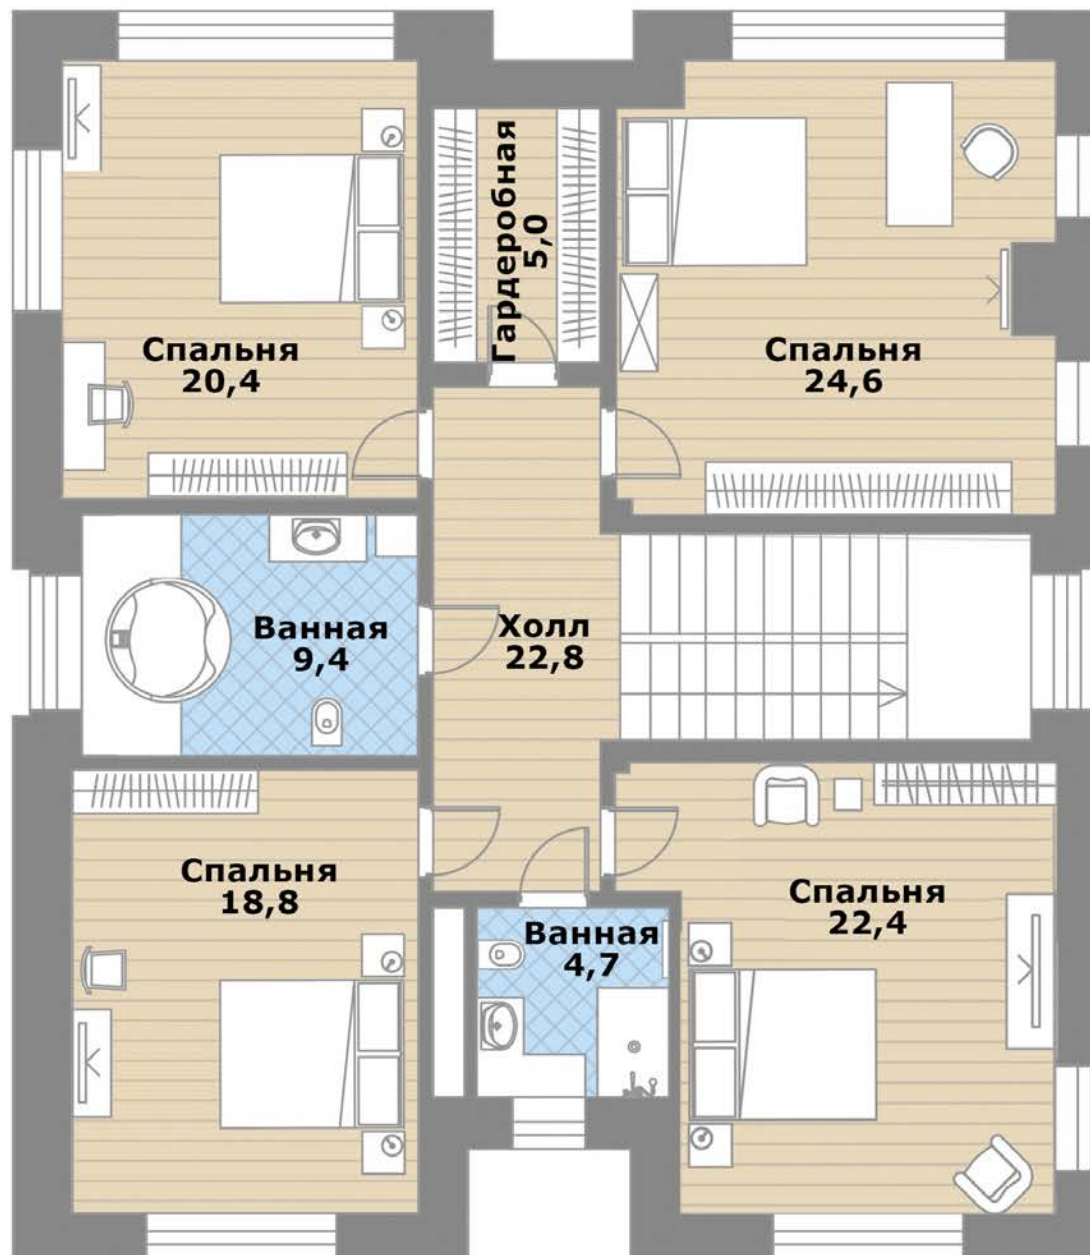 Гардеробная
5,0
Спальня
20,4
Спальня
24,6
Ванная
9,4
Холл
22,8
Спальня
18,8
Ванная
4,7
Спальня
22,4